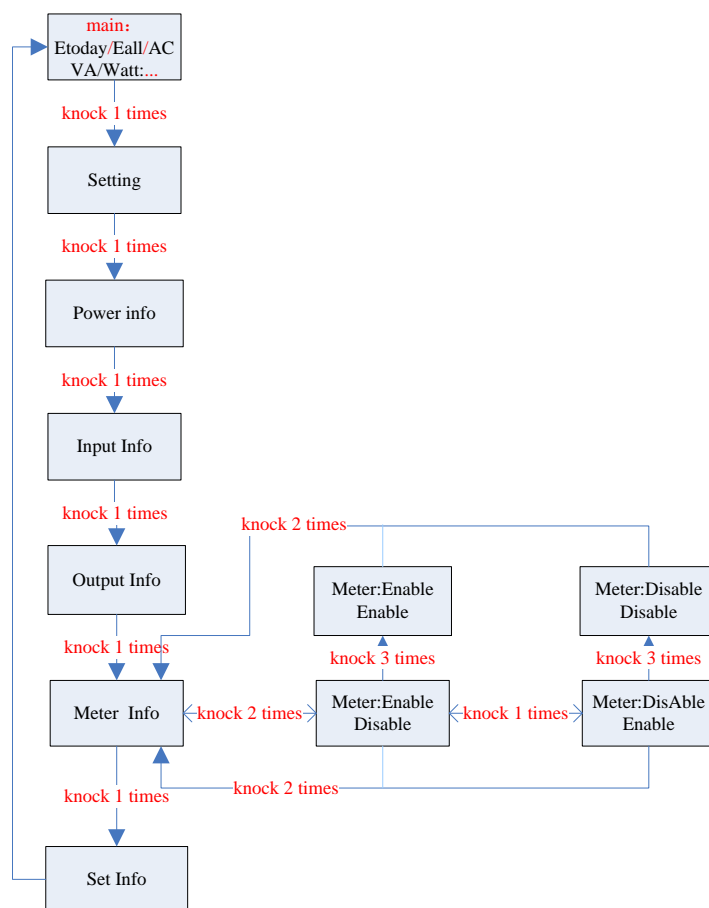 main：
Etoday/Eall/AC
VA/Watt:...
knock 1 times
Setting
knock 1 times
Power info
knock 1 times
Input Info
knock 1 times
knock 2 times
Output Info
Meter:Enable
Enable
Meter:Disable
Disable
knock 1 times
knock 3 times
knock 3 times
Meter Info
knock 2 times
Meter:Enable
Disable
knock 1 times
Meter:DisAble
Enable
knock 1 times
knock 2 times
Set Info